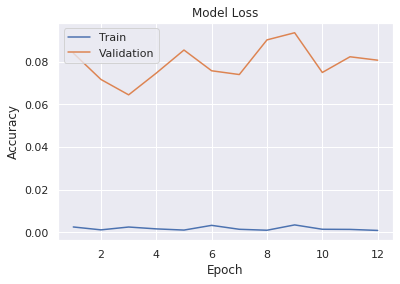 Model Loss
Train
Validation
Accuracy
0.08
0.06
0.04
0.02
0.00
2 4 6 8 10 12
Epoch